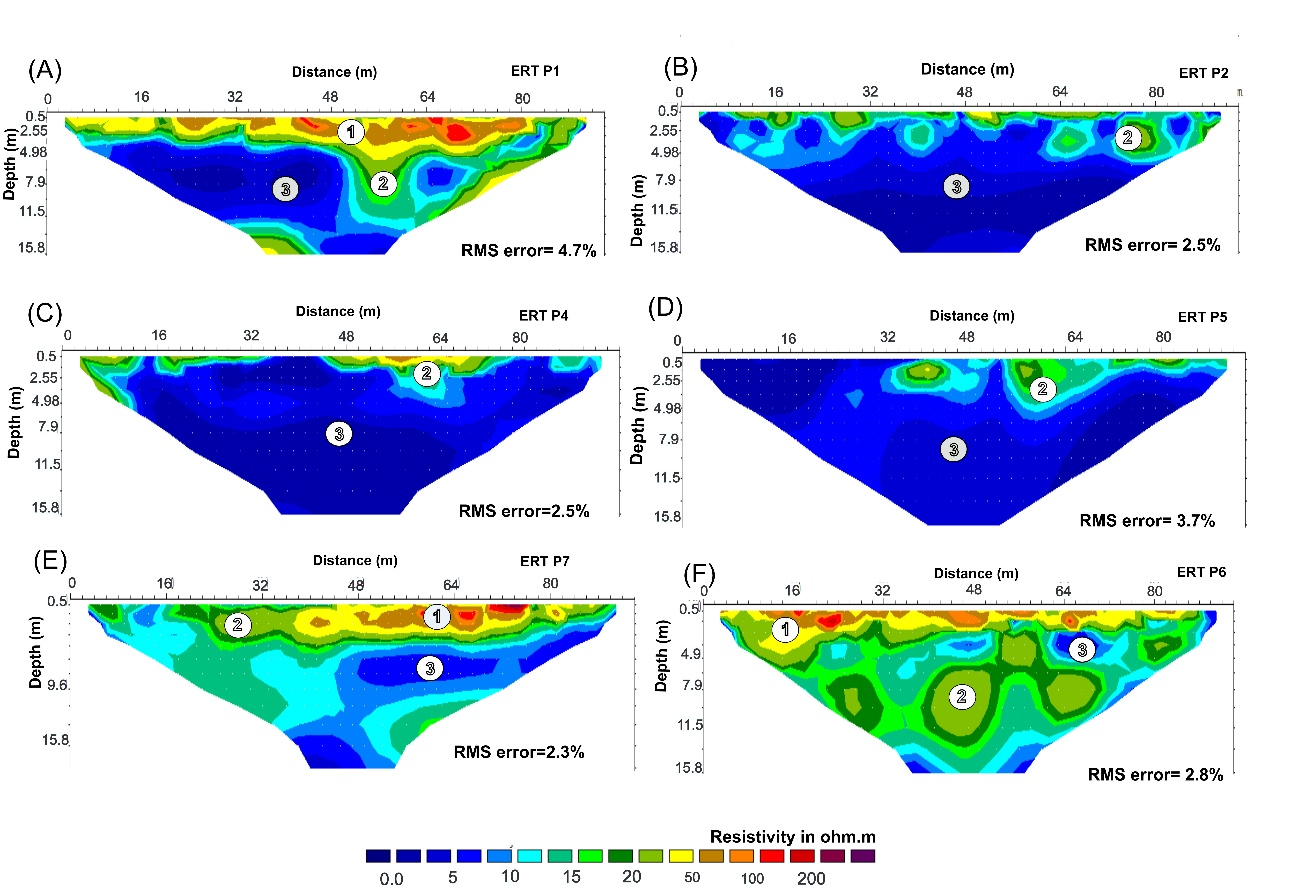 (A) Distance (m) ERT P1
0 16 32 48 64 80
0.5
2.55
4.98
7.9
11.5
15.8
Depth (m)
1
2
3
RMS error= 4.7%
(B) Distance (m) ERT P2
0 16 32 48 64 80 m
0.5
2.55
4.98
7.9
11.5
15.8
Depth (m)
2
3
RMS error= 2.5%
(C) Distance (m) ERT P4
0 16 32 48 64 80
0.5
2.55
4.98
7.9
11.5
15.8
Depth (m)
2
3
RMS error=2.5%
(D) Distance (m) ERT P5
0 32 48 64 80
0.5
2.55
4.98
7.9
11.5
15.8
Depth (m)
2
3
RMS error= 3.7%
(E) Distance (m) ERT P7
0 16 32 48 64 80
0.5
9.6
15.8
Depth (m)
1
2
3
RMS error=2.3%
(F) Distance (m) ERT P6
0 16 32 48 64 80
0.5
4.9
7.9
11.5
15.8
Depth (m)
1
3
2
RMS error= 2.8%
Resistivity in ohm.m
0.0 5 10 15 20 50 100 200